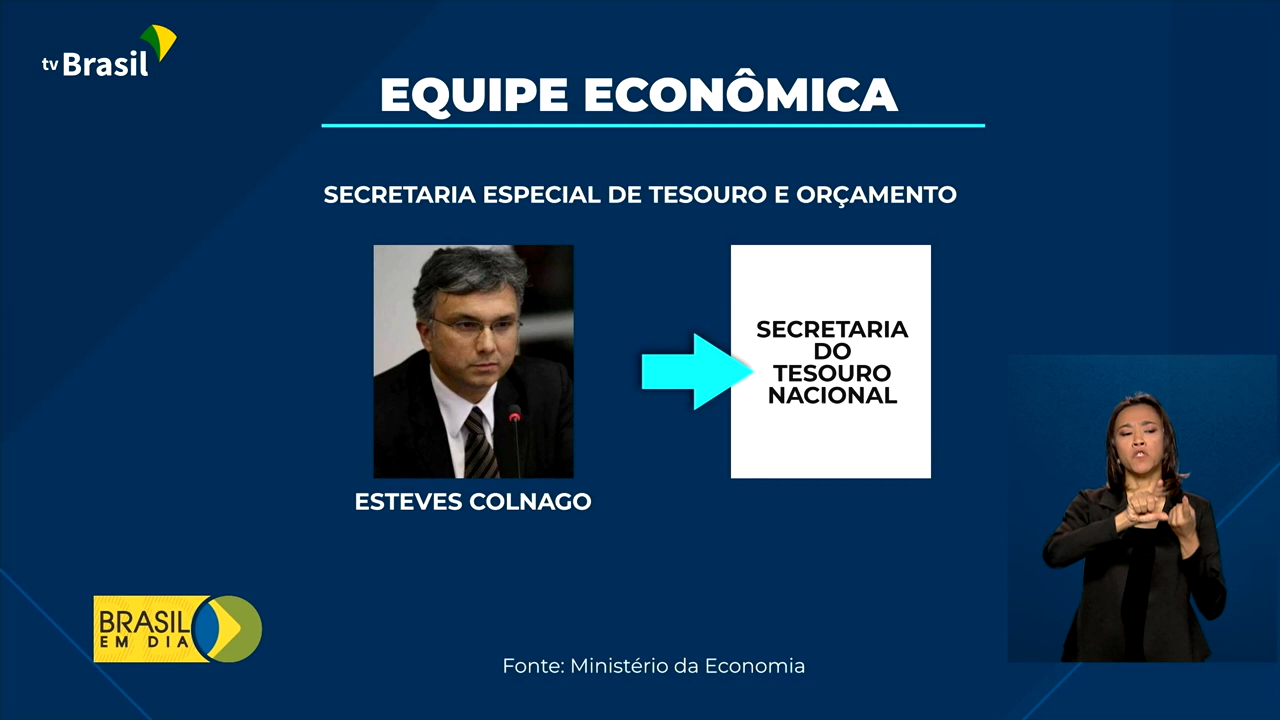 tv Brasil
EQUIPE ECONÔMICA
SECRETARIA ESPECIAL DE TESOURO E ORÇAMENTO
SECRETARIA
DO
TESOURO
NACIONAL
ESTEVES COLNAGO
BRASIL
EM DIA
Fonte: Ministério da Economia